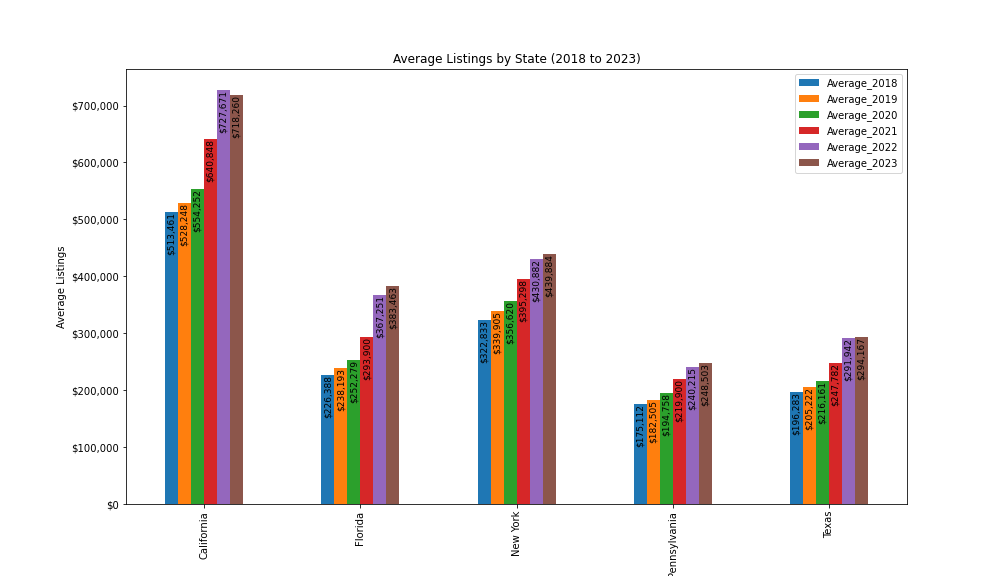 Average Listings by State (2018 to 2023)
Average_2018
Average_2019
Average_2020
Average_2021
Average_2022
Average_2023
Average Listings
$700,000
$600,000
$500,000
$400,000
$300,000
$200,000
$100,000
$0
$513,461
$528,248
$554,252
$640,848
$727,671
$718,260
$226,388
$238,193
$252,279
$293,900
$367,251
$383,463
$322,833
$339,905
$356,620
$395,298
$430,882
$439,884
$175,112
$182,505
$194,758
$219,900
$240,215
$248,503
$196,283
$205,222
$216,161
$247,782
$291,942
$294,167
California
Florida
New York
Pennsylvania
Texas